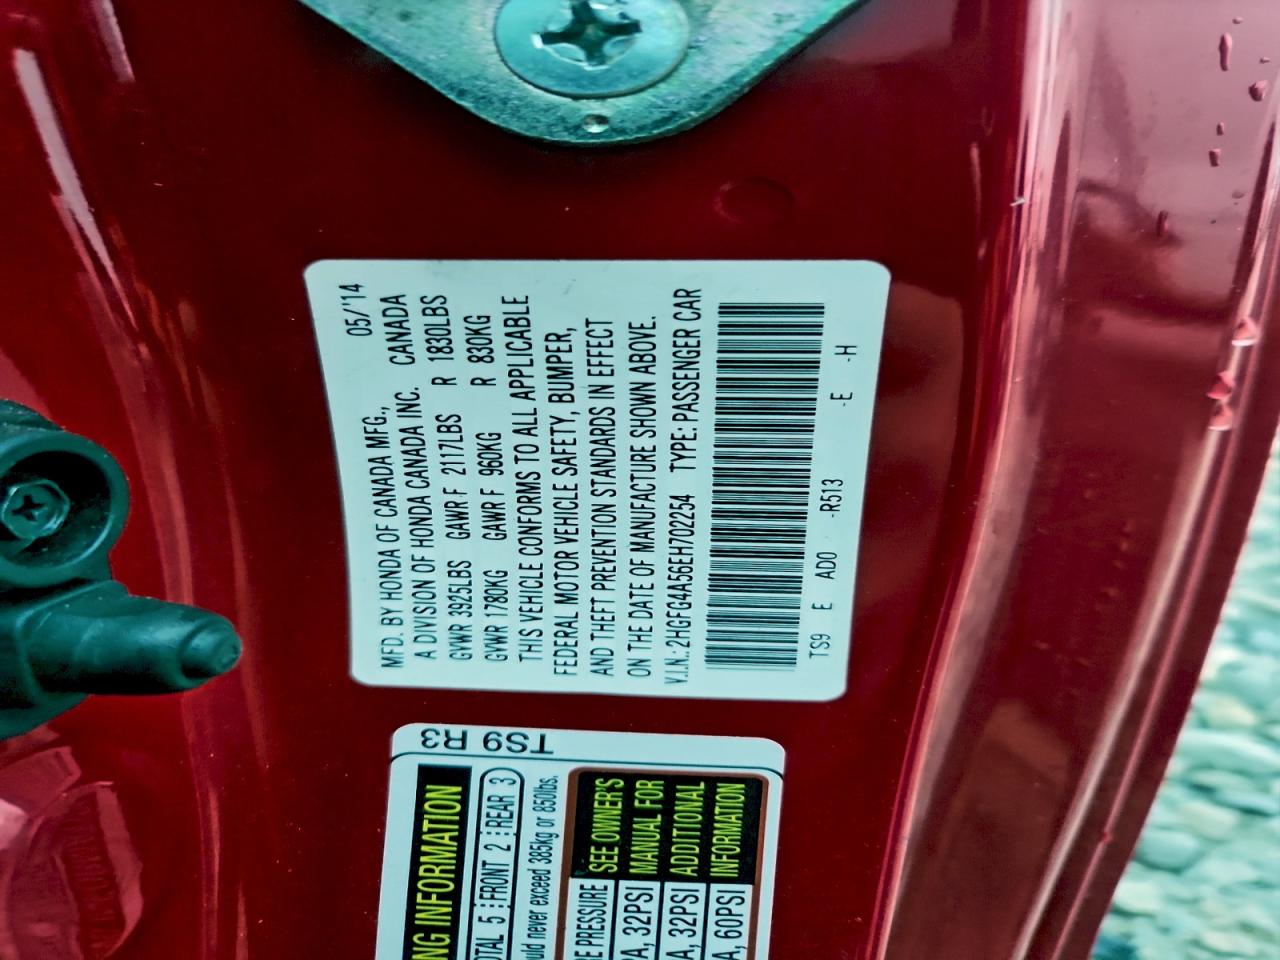 MFD. BY HONDA OF CANADA MFG., 05/'14
A DIVISION OF HONDA CANADA INC. CANADA
GVWR 3925LBS GAWR F 2117LBS R 1830LBS
GVWR 1780KG GAWR F 960KG R 830KG
THIS VEHICLE CONFORMS TO ALL APPLICABLE
FEDERAL MOTOR VEHICLE SAFETY, BUMPER,
AND THEFT PREVENTION STANDARDS IN EFFECT
ON THE DATE OF MANUFACTURE SHOWN ABOVE.
V.I.N.:2HGFG4A56EH702254 TYPE: PASSENGER CAR
TS9 E AD0 -R513 -E -H
TS9 R3
INFORMATION
5 FRONT 2 REAR 3
never exceed 385kg or 850lbs.
PRESSURE
32PSI
32PSI
60PSI
SEE OWNER'S
MANUAL FOR
ADDITIONAL
INFORMATION